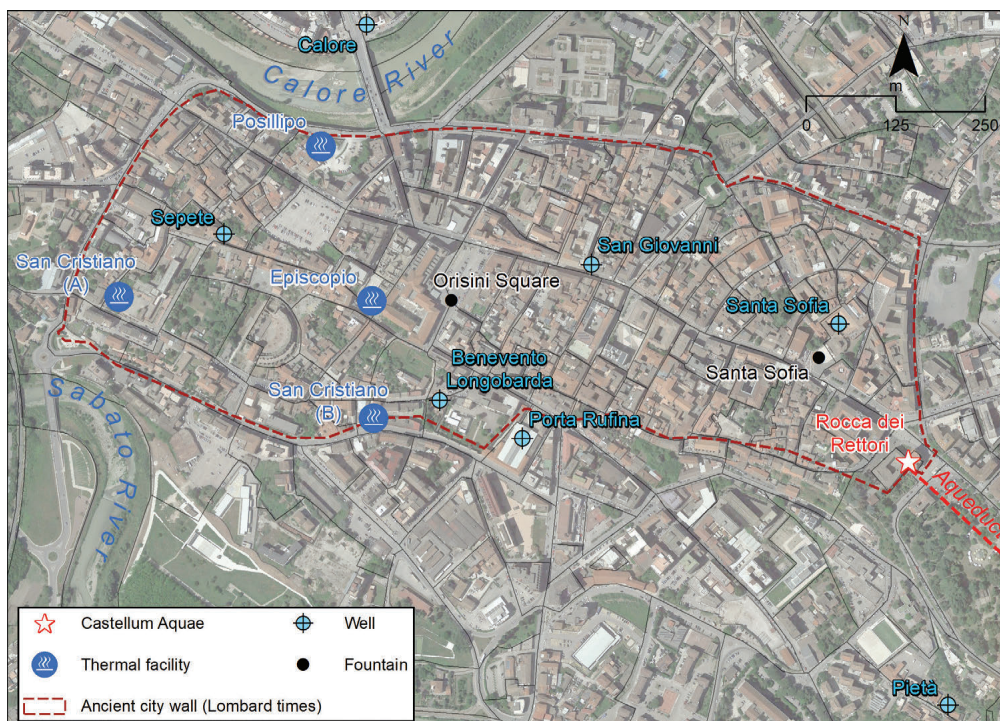 Calore
Calore River
N
m
0 125 250
Posillipo
Sepete
San Giovanni
San Cristiano
(A)
Episcopio
Orisini Square
Santa Sofia
Benevento
Longobarda
Santa Sofia
San Cristiano
(B)
Porta Rufina
Rocca dei
Rettori
Sabato River
Aqueduct
Pietà
Castellum Aquae
Well
Thermal facility
Fountain
Ancient city wall (Lombard times)